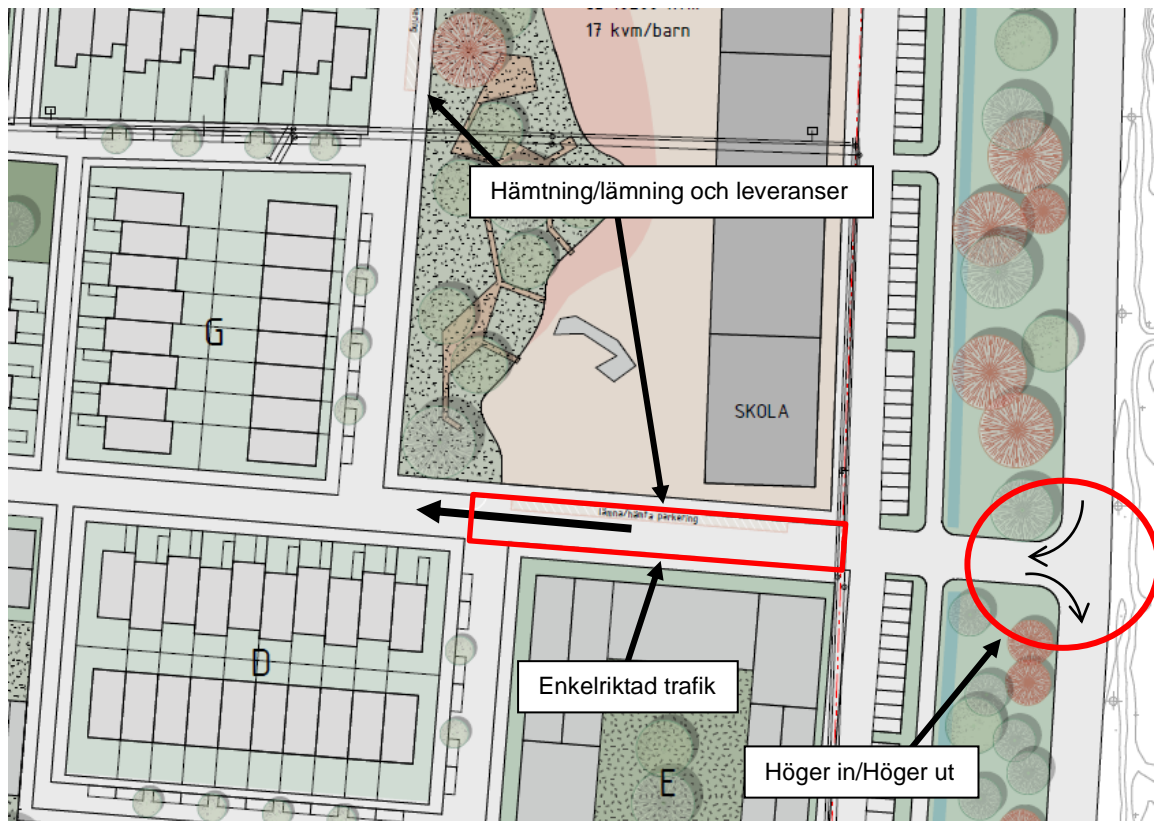 17 kvm/barn
Hämtning/lämning och leveranser
G
SKOLA
lämna/hämta parkering
D
Enkelriktad trafik
E
Höger in/Höger ut